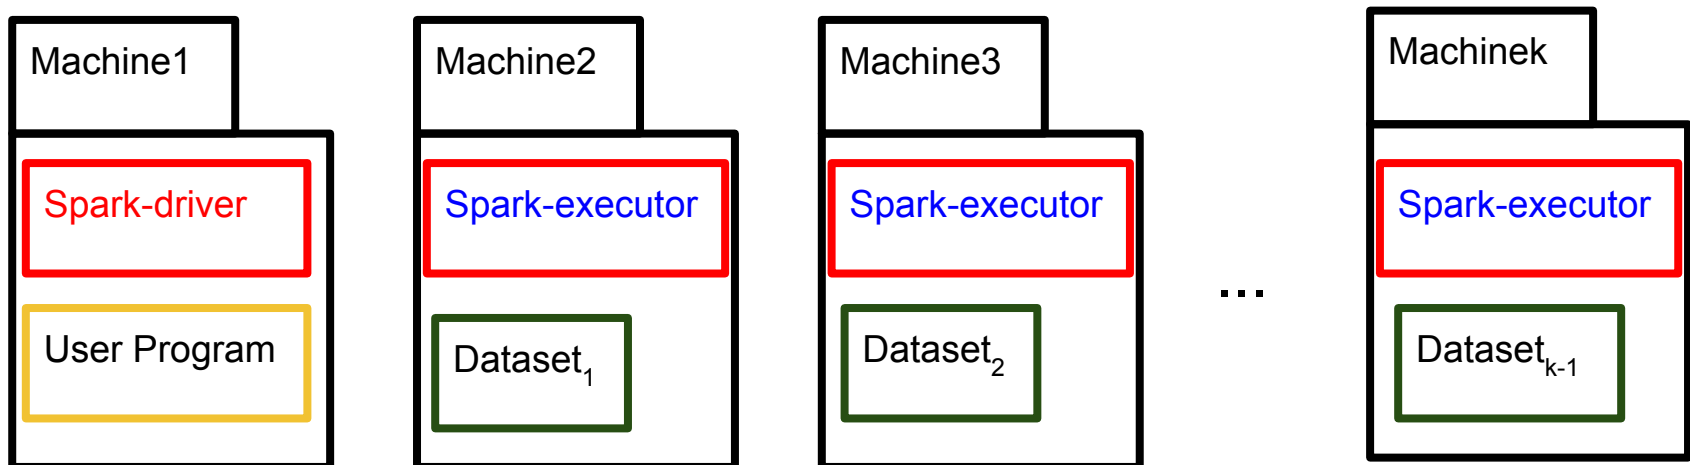 Machine1
Spark-driver
User Program
Machine2
Spark-executor
Dataset₁
Machine3
Spark-executor
Dataset₂
...
Machinek
Spark-executor
Datasetₖ₋₁